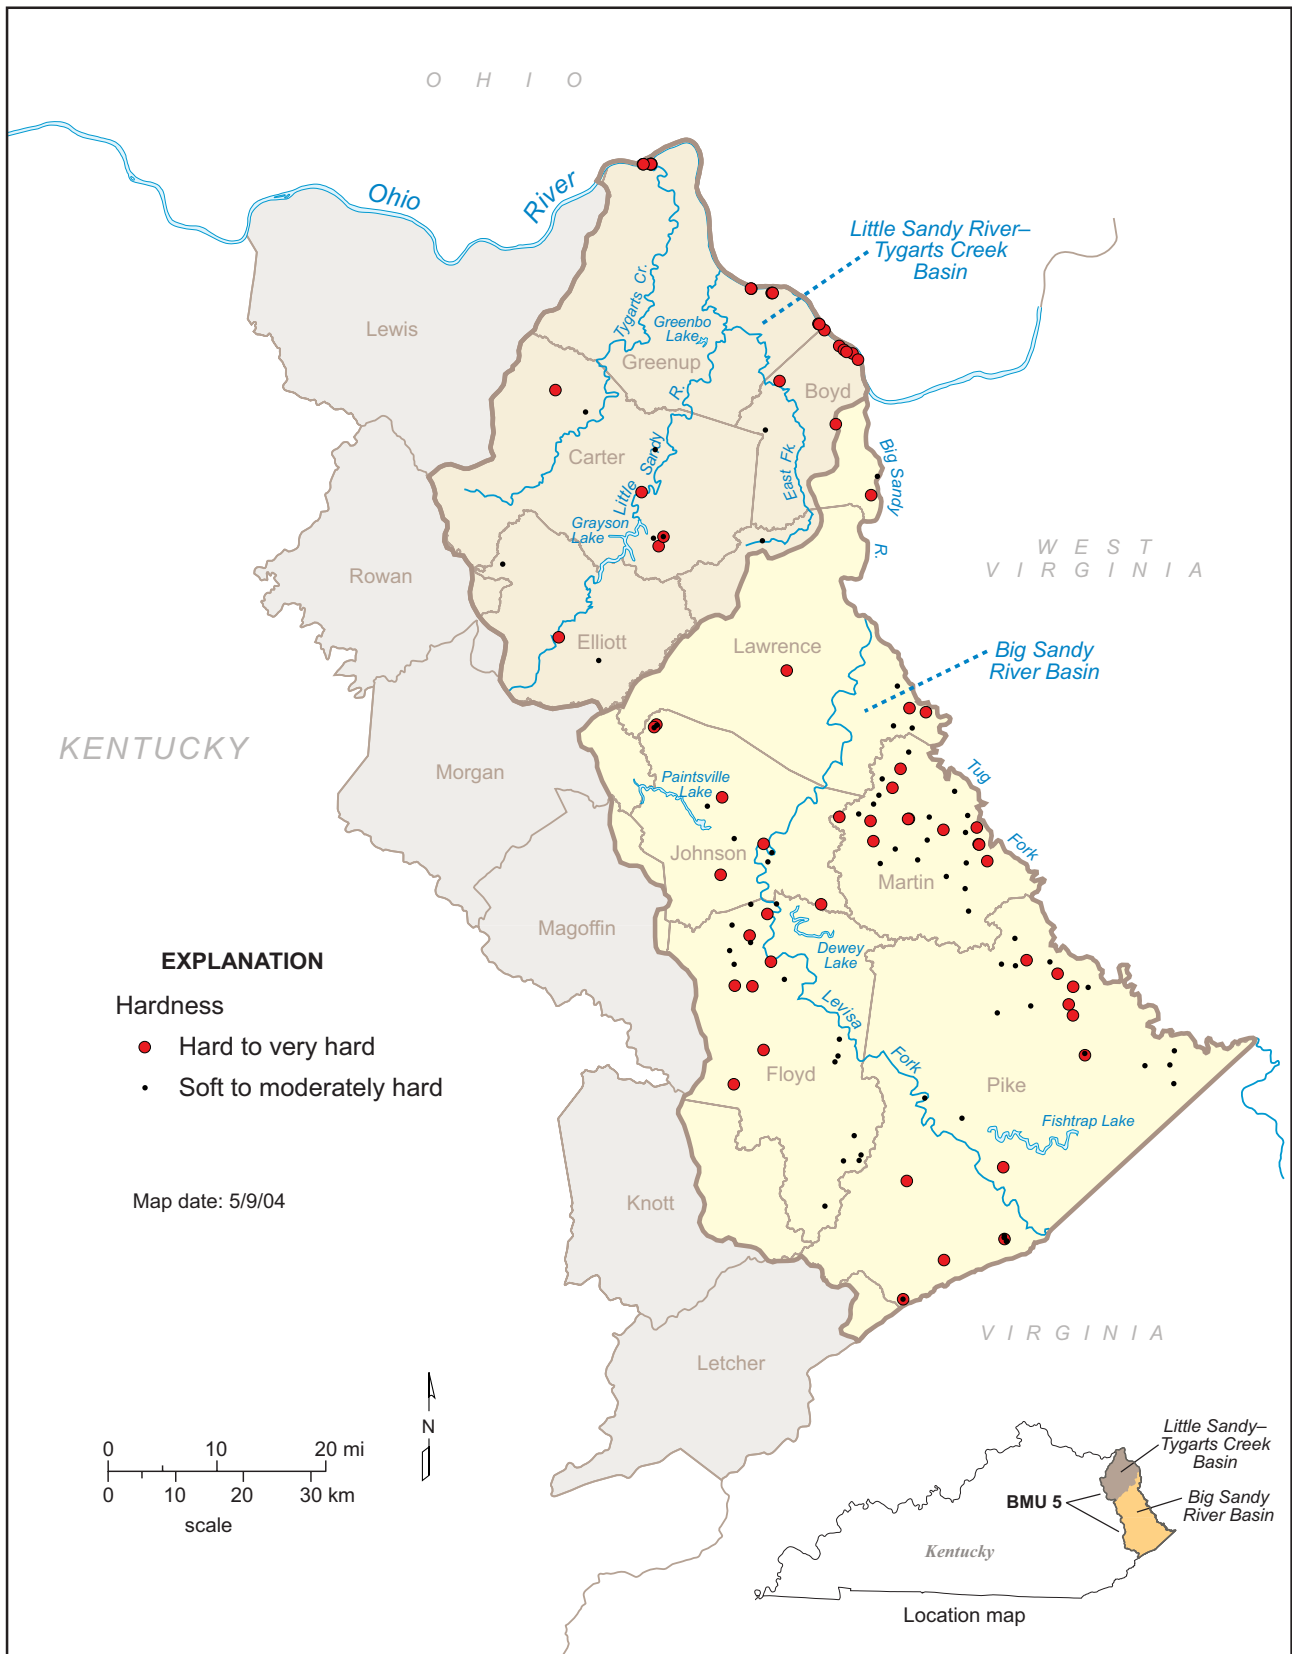 O H I O
Ohio
River
Little Sandy River–
Tygarts Creek
Basin
Tygarts Cr.
Greenbo
Lake
Lewis
Greenup
R.
Boyd
Carter
Little Sandy
East Fk.
Big Sandy
R.
Grayson
Lake
WEST
VIRGINIA
Rowan
Elliott
Lawrence
Big Sandy
River Basin
KENTUCKY
Morgan
Paintsville
Lake
Tug
Fork
Johnson
Martin
Magoffin
Dewey
Lake
Levisa
Fork
Floyd
Pike
Fishtrap Lake
EXPLANATION
Hardness
Hard to very hard
Soft to moderately hard
Map date: 5/9/04
Knott
VIRGINIA
Letcher
N
0 10 20 mi
0 10 20 30 km
scale
Little Sandy–
Tygarts Creek
Basin
BMU 5
Big Sandy
River Basin
Kentucky
Location map